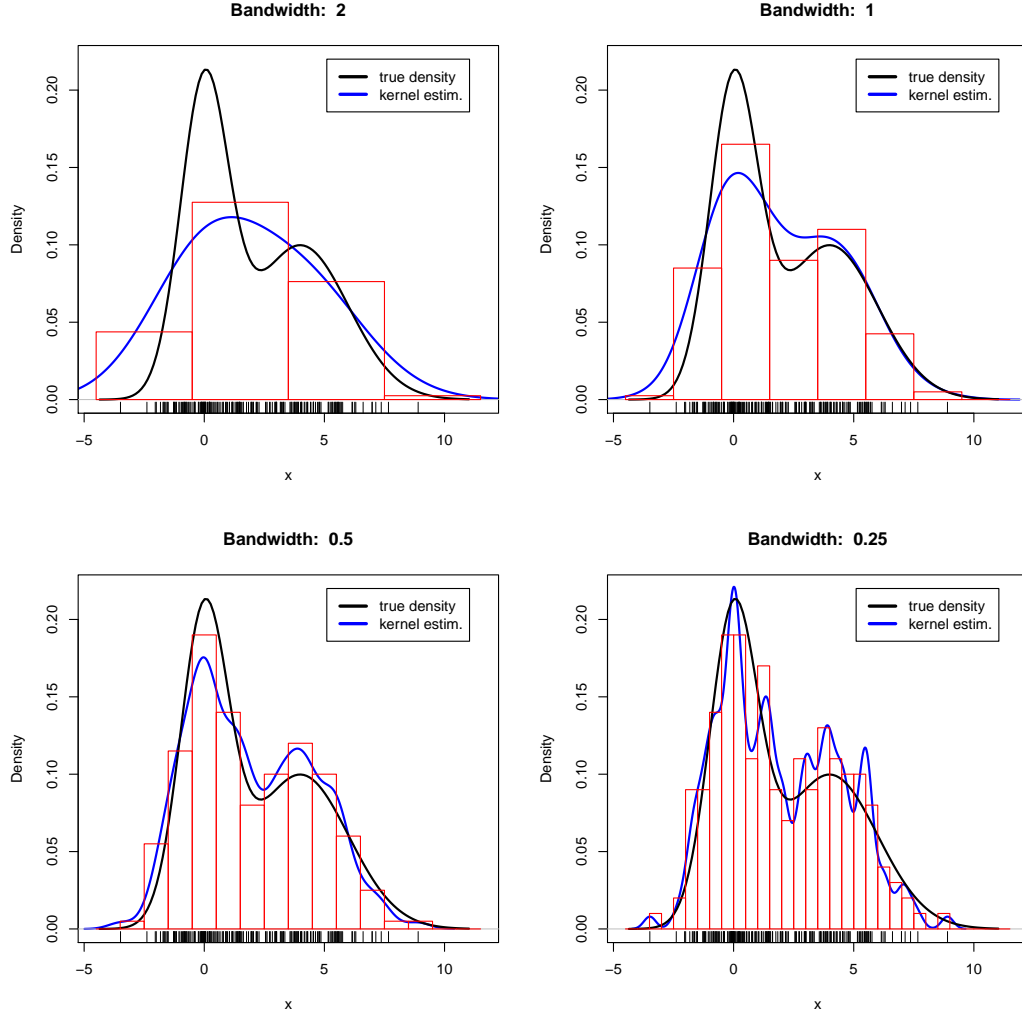 Bandwidth:  2
true density
kernel estim.
Density
0.00
0.05
0.10
0.15
0.20
−5
0
5
10
x
Bandwidth:  1
true density
kernel estim.
Density
0.00
0.05
0.10
0.15
0.20
−5
0
5
10
x
Bandwidth:  0.5
true density
kernel estim.
Density
0.00
0.05
0.10
0.15
0.20
−5
0
5
10
x
Bandwidth:  0.25
true density
kernel estim.
Density
0.00
0.05
0.10
0.15
0.20
−5
0
5
10
x